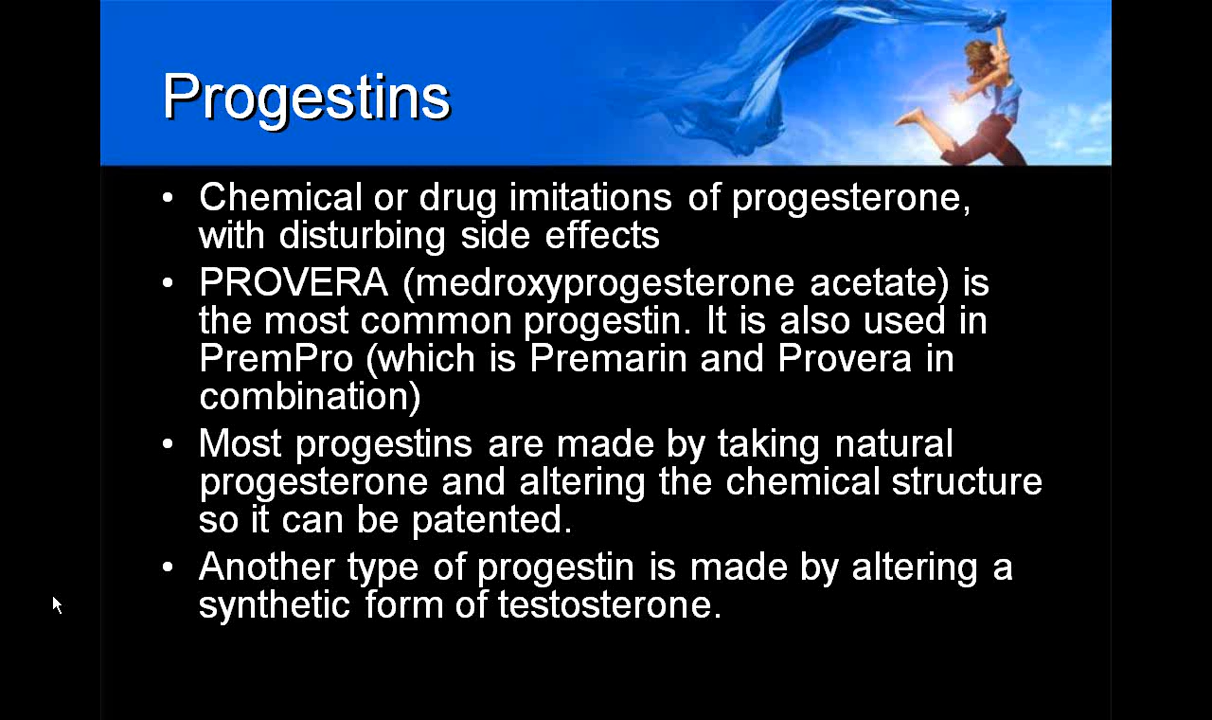 Progestins
• Chemical or drug imitations of progesterone,
with disturbing side effects
• PROVERA (medroxyprogesterone acetate) is
the most common progestin. It is also used in
PremPro (which is Premarin and Provera in
combination)
• Most progestins are made by taking natural
progesterone and altering the chemical structure
so it can be patented.
• Another type of progestin is made by altering a
synthetic form of testosterone.